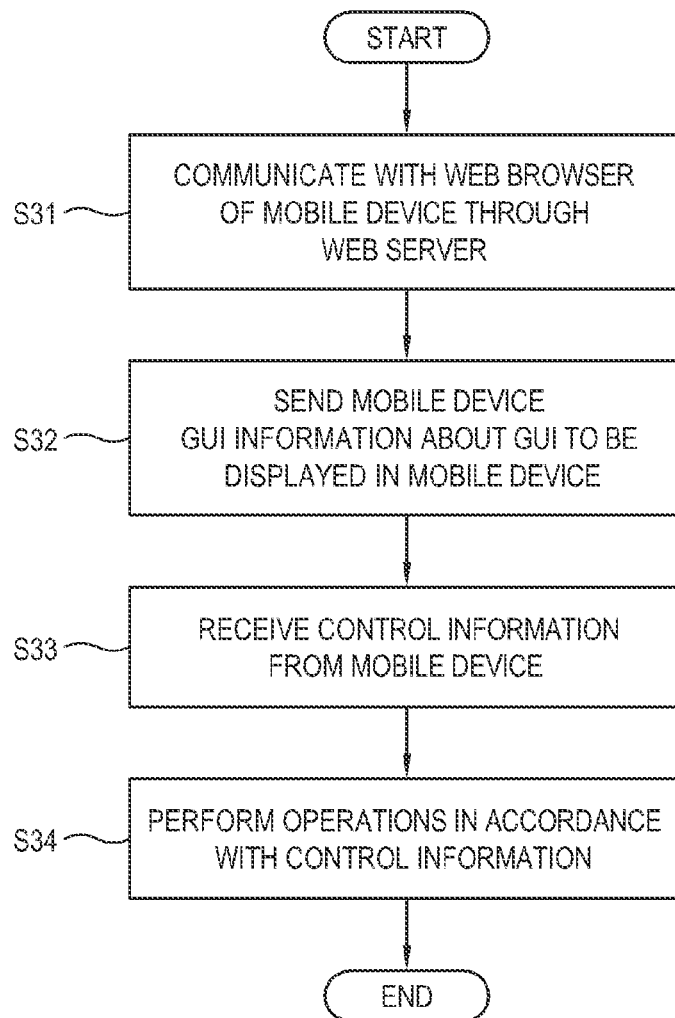 START
S31
COMMUNICATE WITH WEB BROWSER
OF MOBILE DEVICE THROUGH
WEB SERVER
S32
SEND MOBILE DEVICE
GUI INFORMATION ABOUT GUI TO BE
DISPLAYED IN MOBILE DEVICE
S33
RECEIVE CONTROL INFORMATION
FROM MOBILE DEVICE
S34
PERFORM OPERATIONS IN ACCORDANCE
WITH CONTROL INFORMATION
END